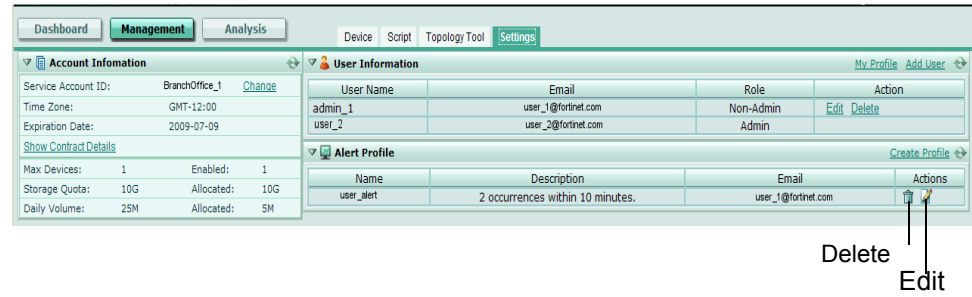 Dashboard Management Analysis
Device Script Topology Tool Settings
Account Infomation
Service Account ID: BranchOffice_1 Change
Time Zone: GMT-12:00
Expiration Date: 2009-07-09
Show Contract Details
Max Devices: 1 Enabled: 1
Storage Quota: 10G Allocated: 10G
Daily Volume: 25M Allocated: 5M
User Information My Profile Add User
User Name Email Role Action
admin_1 user_1@fortinet.com Non-Admin Edit Delete
user_2 user_2@fortinet.com Admin
Alert Profile Create Profile
Name Description Email Actions
user_alert 2 occurrences within 10 minutes. user_1@fortinet.com
Delete
Edit